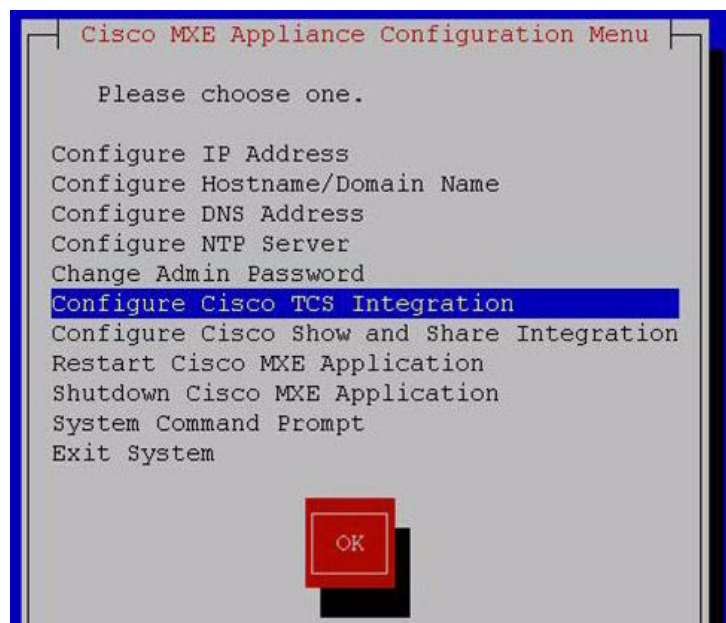 Cisco MXE Appliance Configuration Menu
Please choose one.
Configure IP Address
Configure Hostname/Domain Name
Configure DNS Address
Configure NTP Server
Change Admin Password
Configure Cisco TCS Integration
Configure Cisco Show and Share Integration
Restart Cisco MXE Application
Shutdown Cisco MXE Application
System Command Prompt
Exit System
OK